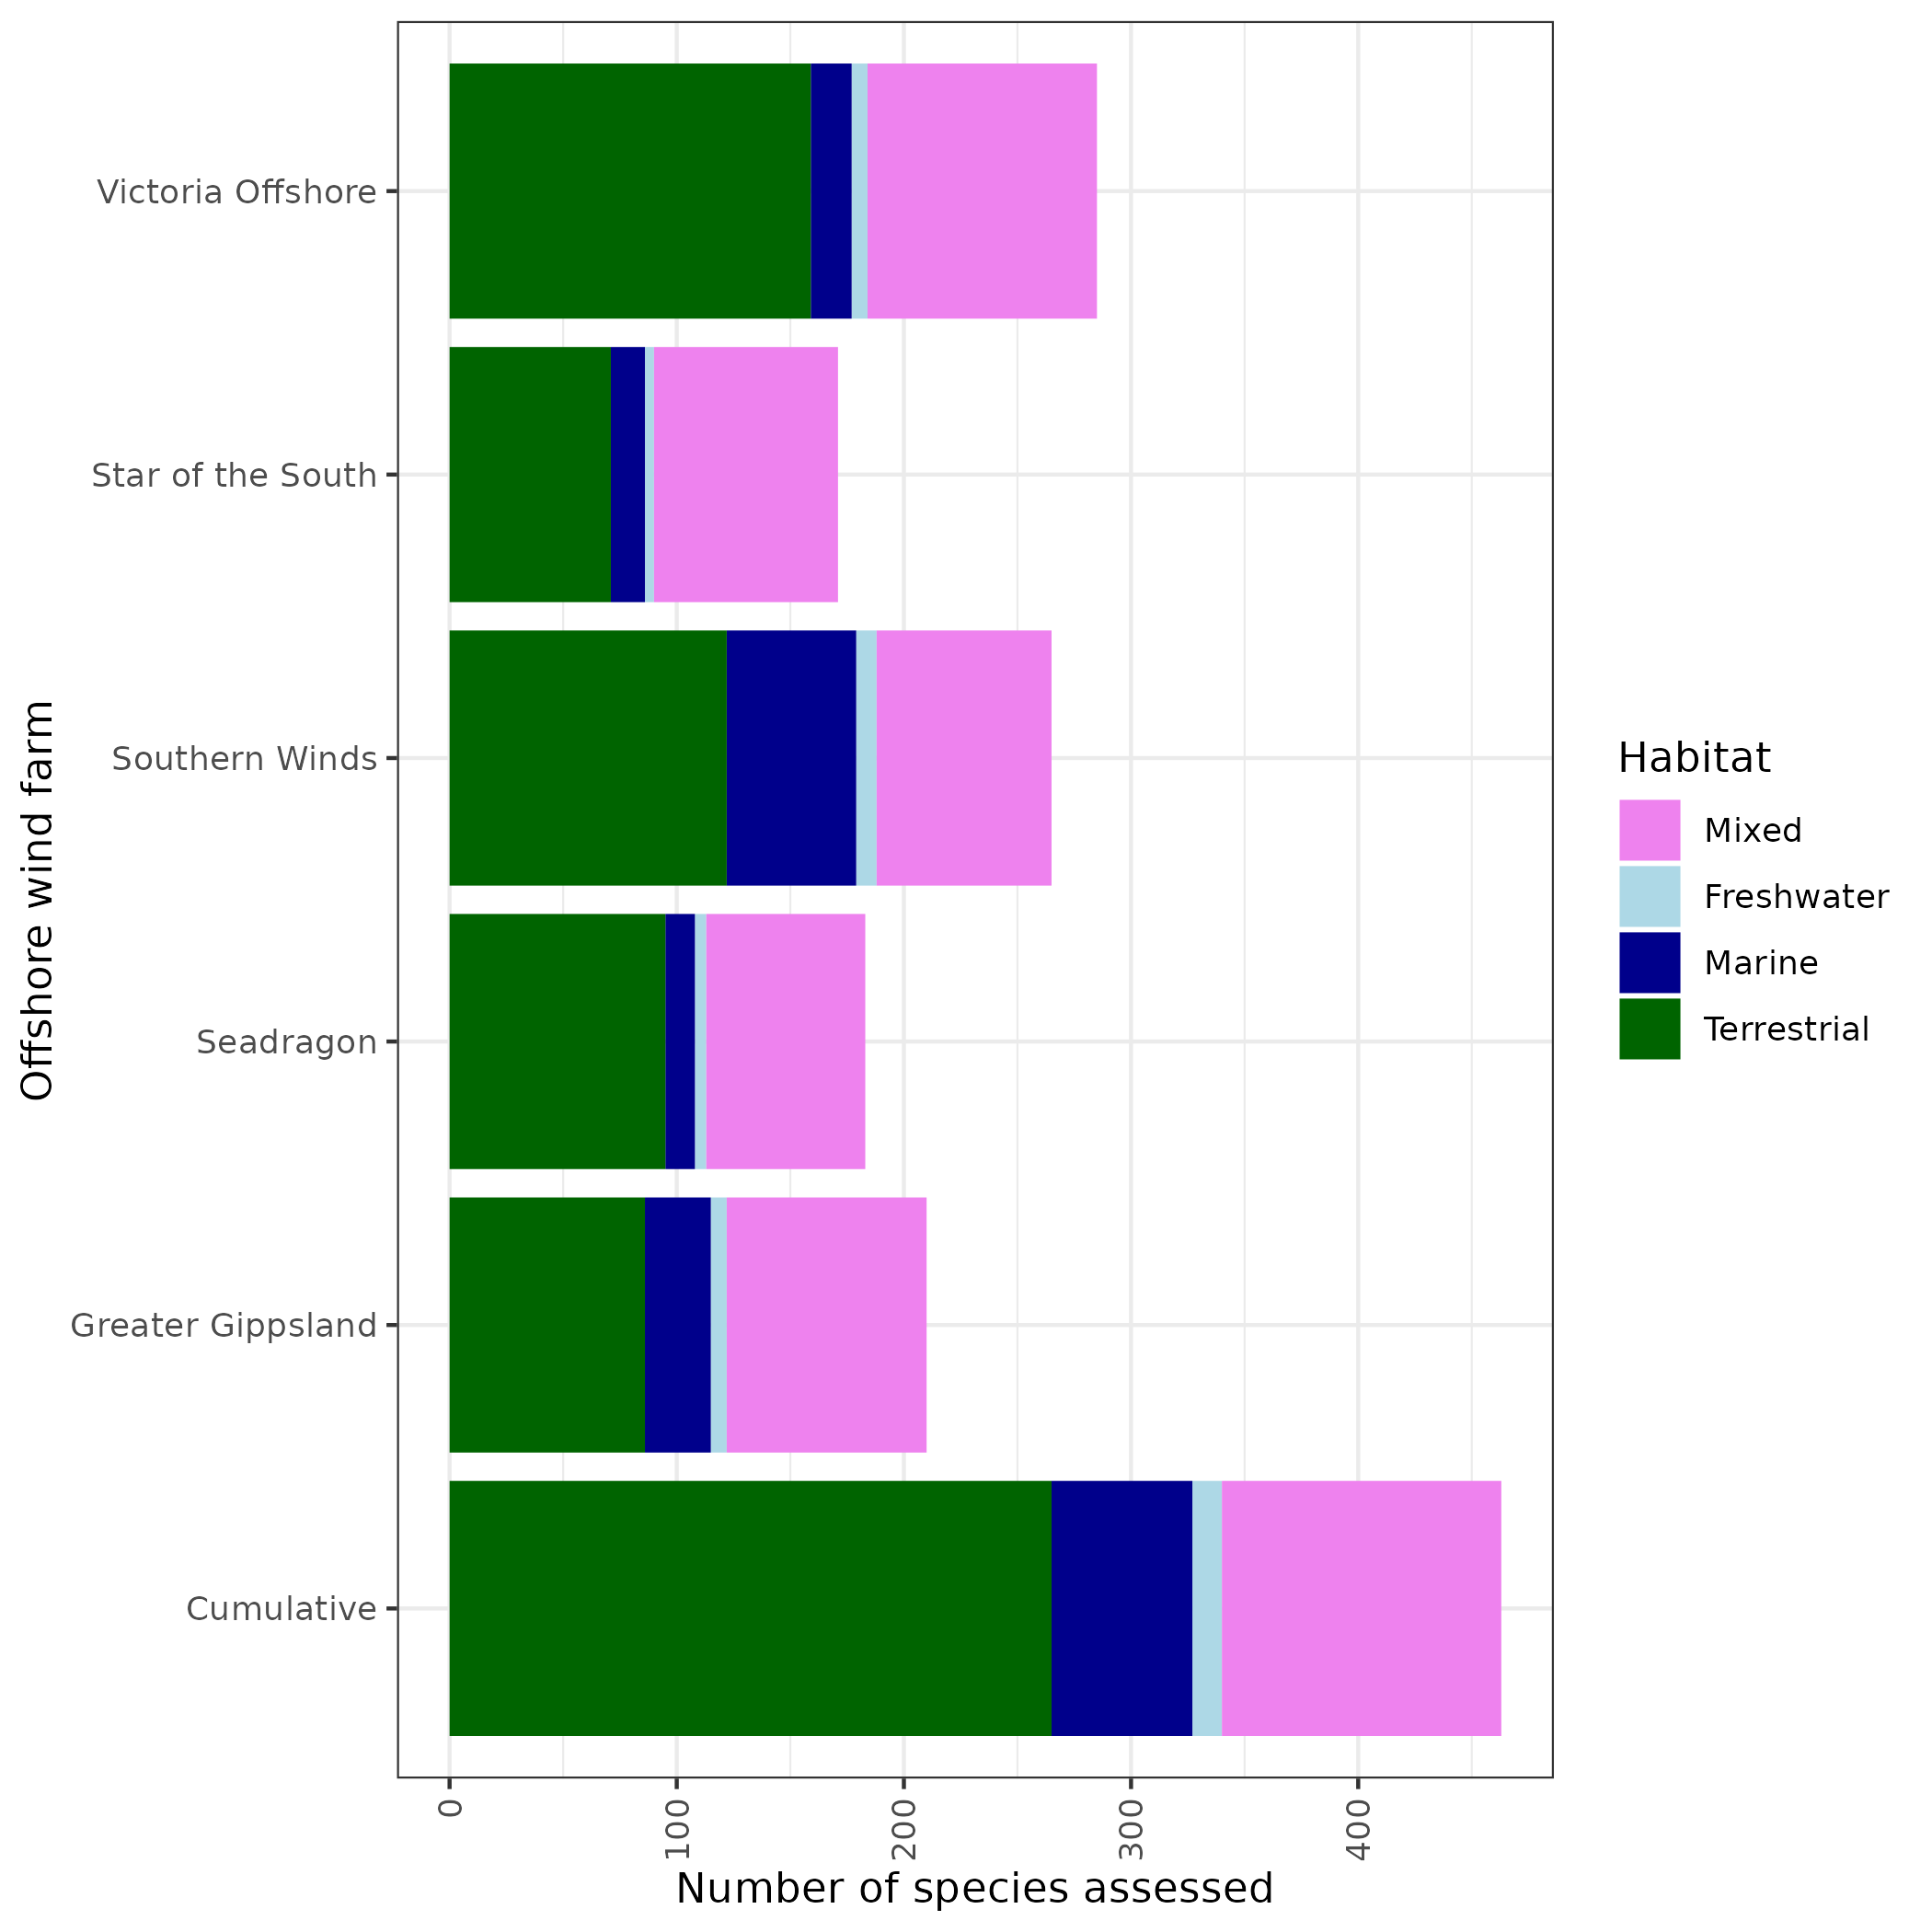 Offshore wind farm
Victoria Offshore
Star of the South
Southern Winds
Seadragon
Greater Gippsland
Cumulative
0
100
200
300
400
Number of species assessed
Habitat
Mixed
Freshwater
Marine
Terrestrial